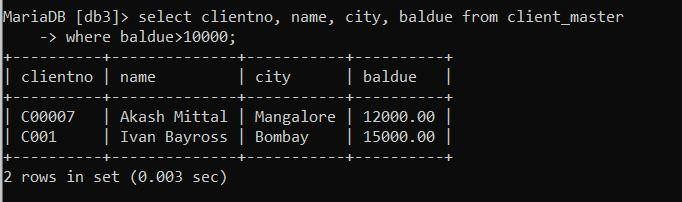 MariaDB [db3]> select clientno, name, city, baldue from client_master
    -> where baldue>10000;
+----------+--------------+-----------+----------+
| clientno | name         | city      | baldue   |
+----------+--------------+-----------+----------+
| C00007   | Akash Mittal | Mangalore | 12000.00 |
| C001     | Ivan Bayross | Bombay    | 15000.00 |
+----------+--------------+-----------+----------+
2 rows in set (0.003 sec)